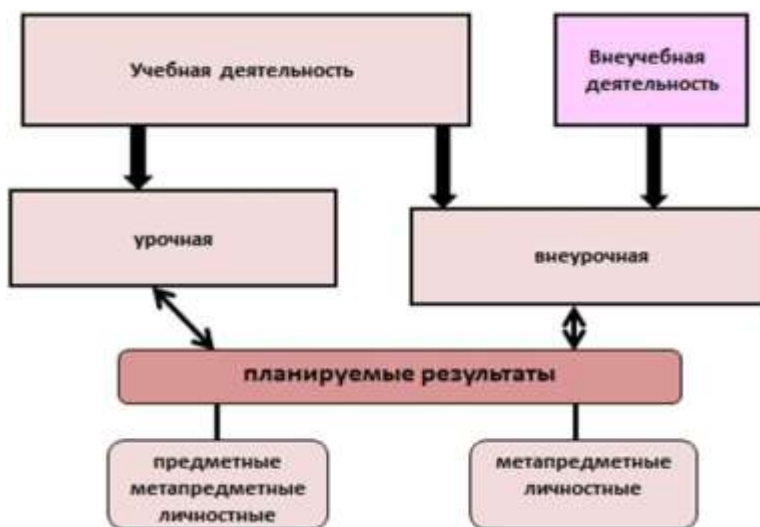 Учебная деятельность
Внеучебная
деятельность
урочная
внеурочная
планируемые результаты
предметные
метапредметные
личностные
метапредметные
личностные